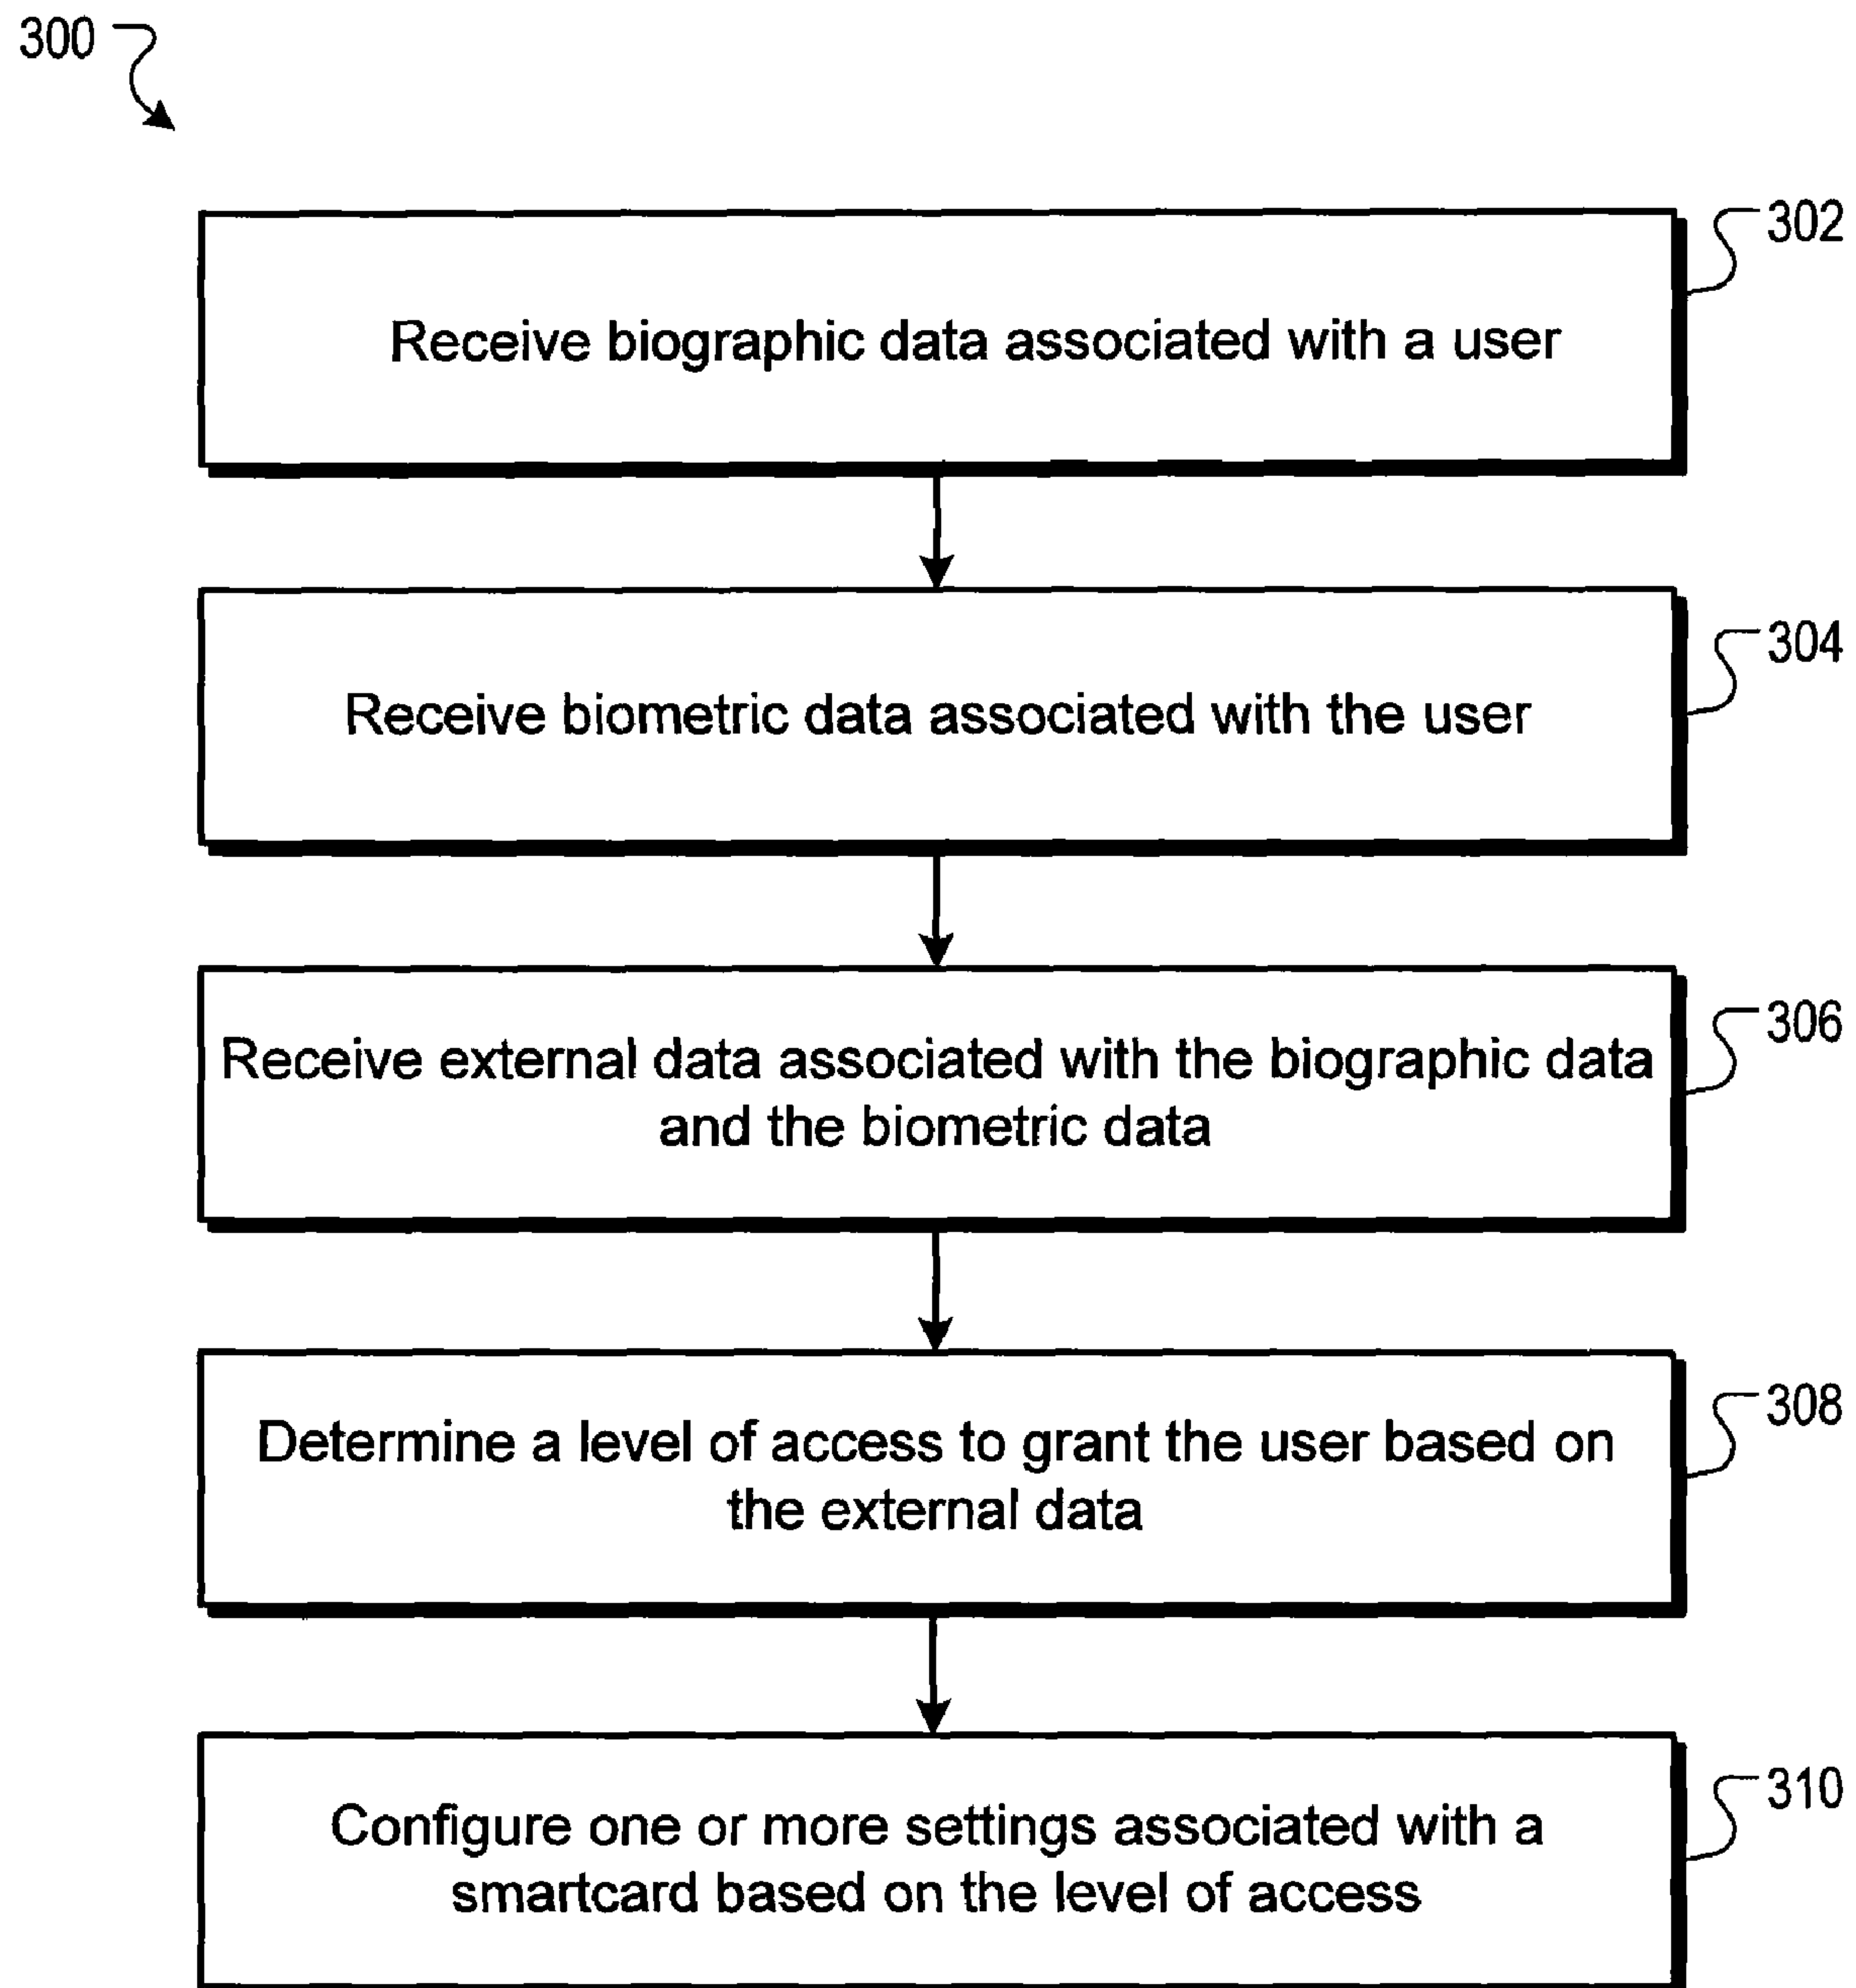 300
302
Receive biographic data associated with a user
304
Receive biometric data associated with the user
306
Receive external data associated with the biographic data
and the biometric data
308
Determine a level of access to grant the user based on
the external data
310
Configure one or more settings associated with a
smartcard based on the level of access